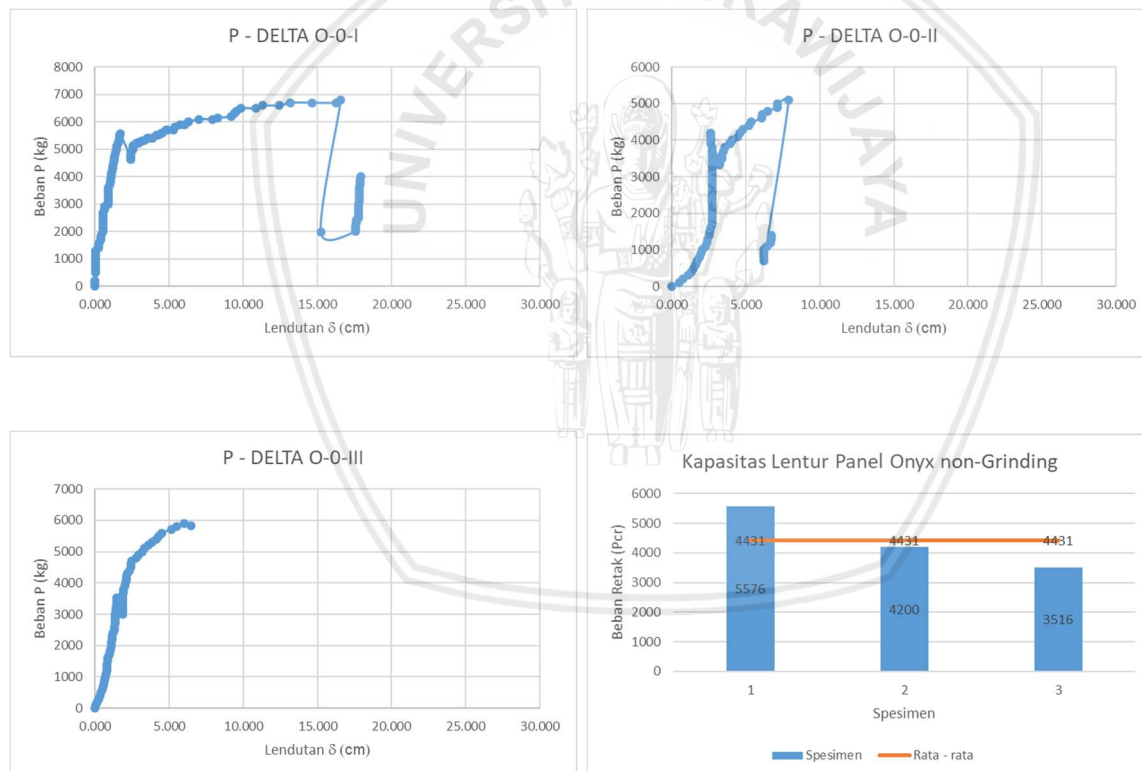 P - DELTA O-0-I
Beban P (kg)
8000
7000
6000
5000
4000
3000
2000
1000
0
0.000 5.000 10.000 15.000 20.000 25.000 30.000
Lendutan δ (cm)
P - DELTA O-0-II
Beban P (kg)
6000
5000
4000
3000
2000
1000
0
0.000 5.000 10.000 15.000 20.000 25.000 30.000
Lendutan δ (cm)
P - DELTA O-0-III
Beban P (kg)
7000
6000
5000
4000
3000
2000
1000
0
0.000 5.000 10.000 15.000 20.000 25.000 30.000
Lendutan δ (cm)
Kapasitas Lentur Panel Onyx non-Grinding
Beban Retak (Pcr)
6000
5000
4000
3000
2000
1000
0
4431 4431 4431
5576 4200 3516
1 2 3
Spesimen
Spesimen Rata - rata